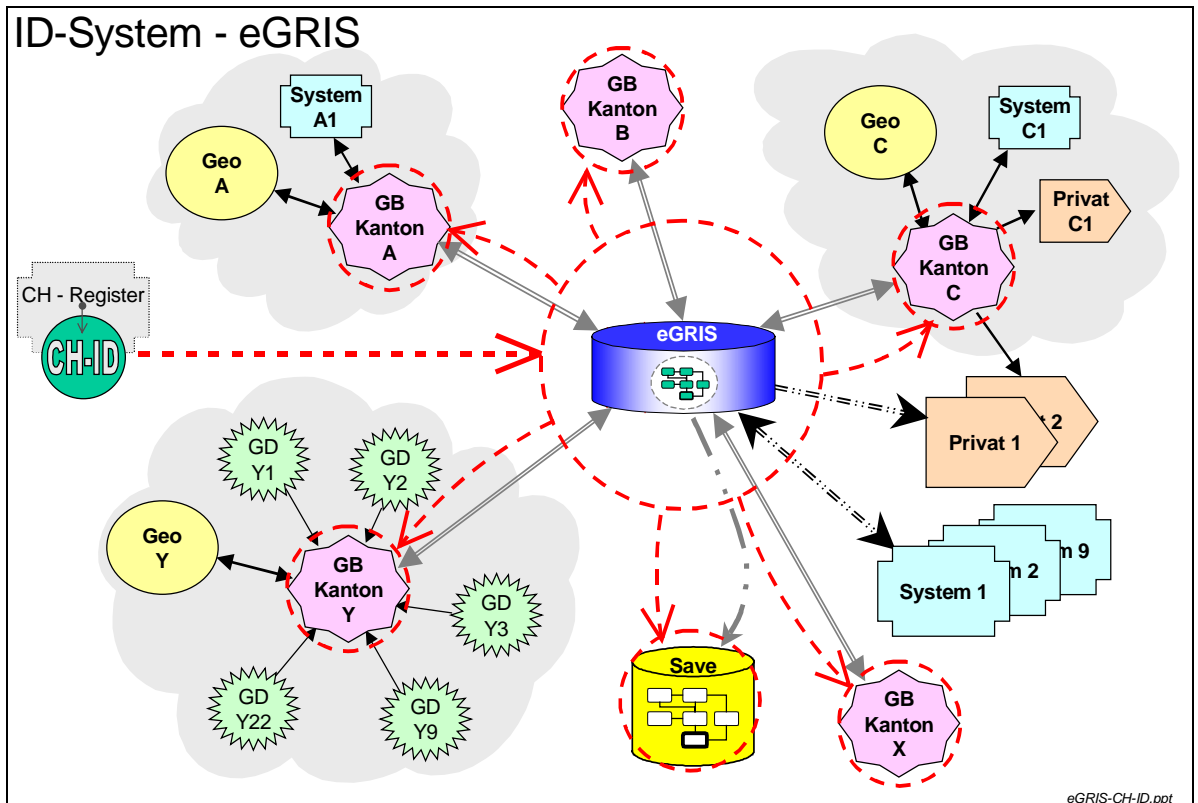 ID-System - eGRIS
System
A1
GB
Kanton
B
Geo
C
System
C1
Geo
A
GB
Kanton
A
Privat
C1
GB
Kanton
C
CH - Register
CH-ID
eGRIS
t 2
Privat 1
GD
Y1
GD
Y2
Geo
Y
GB
Kanton
Y
GD
Y3
m 9
m 2
System 1
GD
Y22
GD
Y9
Save
GB
Kanton
X
eGRIS-CH-ID.ppt